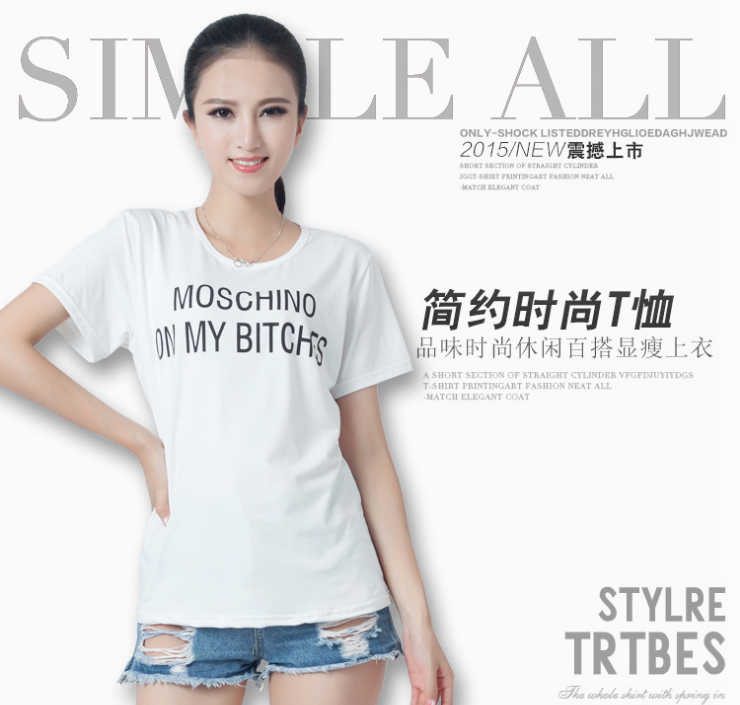 SIMPLE ALL
ONLY-SHOCK LISTEDDREYHGLIOEDAGHJWEAD
2015/NEW震撼上市
SHORT SECTION OF STRAIGHT CYLINDER
JGGT-SHIRT PRINTINGART FASHION NEAT ALL
-MATCH ELEGANT COAT
MOSCHINO
ON MY BITCHES
简约时尚T恤
品味时尚休闲百搭显瘦上衣
A SHORT SECTION OF STRAIGHT CYLINDER VFGFDJUYIYDGS
T-SHIRT PRINTINGART FASHION NEAT ALL
-MATCH ELEGANT COAT
STYLRE
TRTBES
The whole shirt with spring in